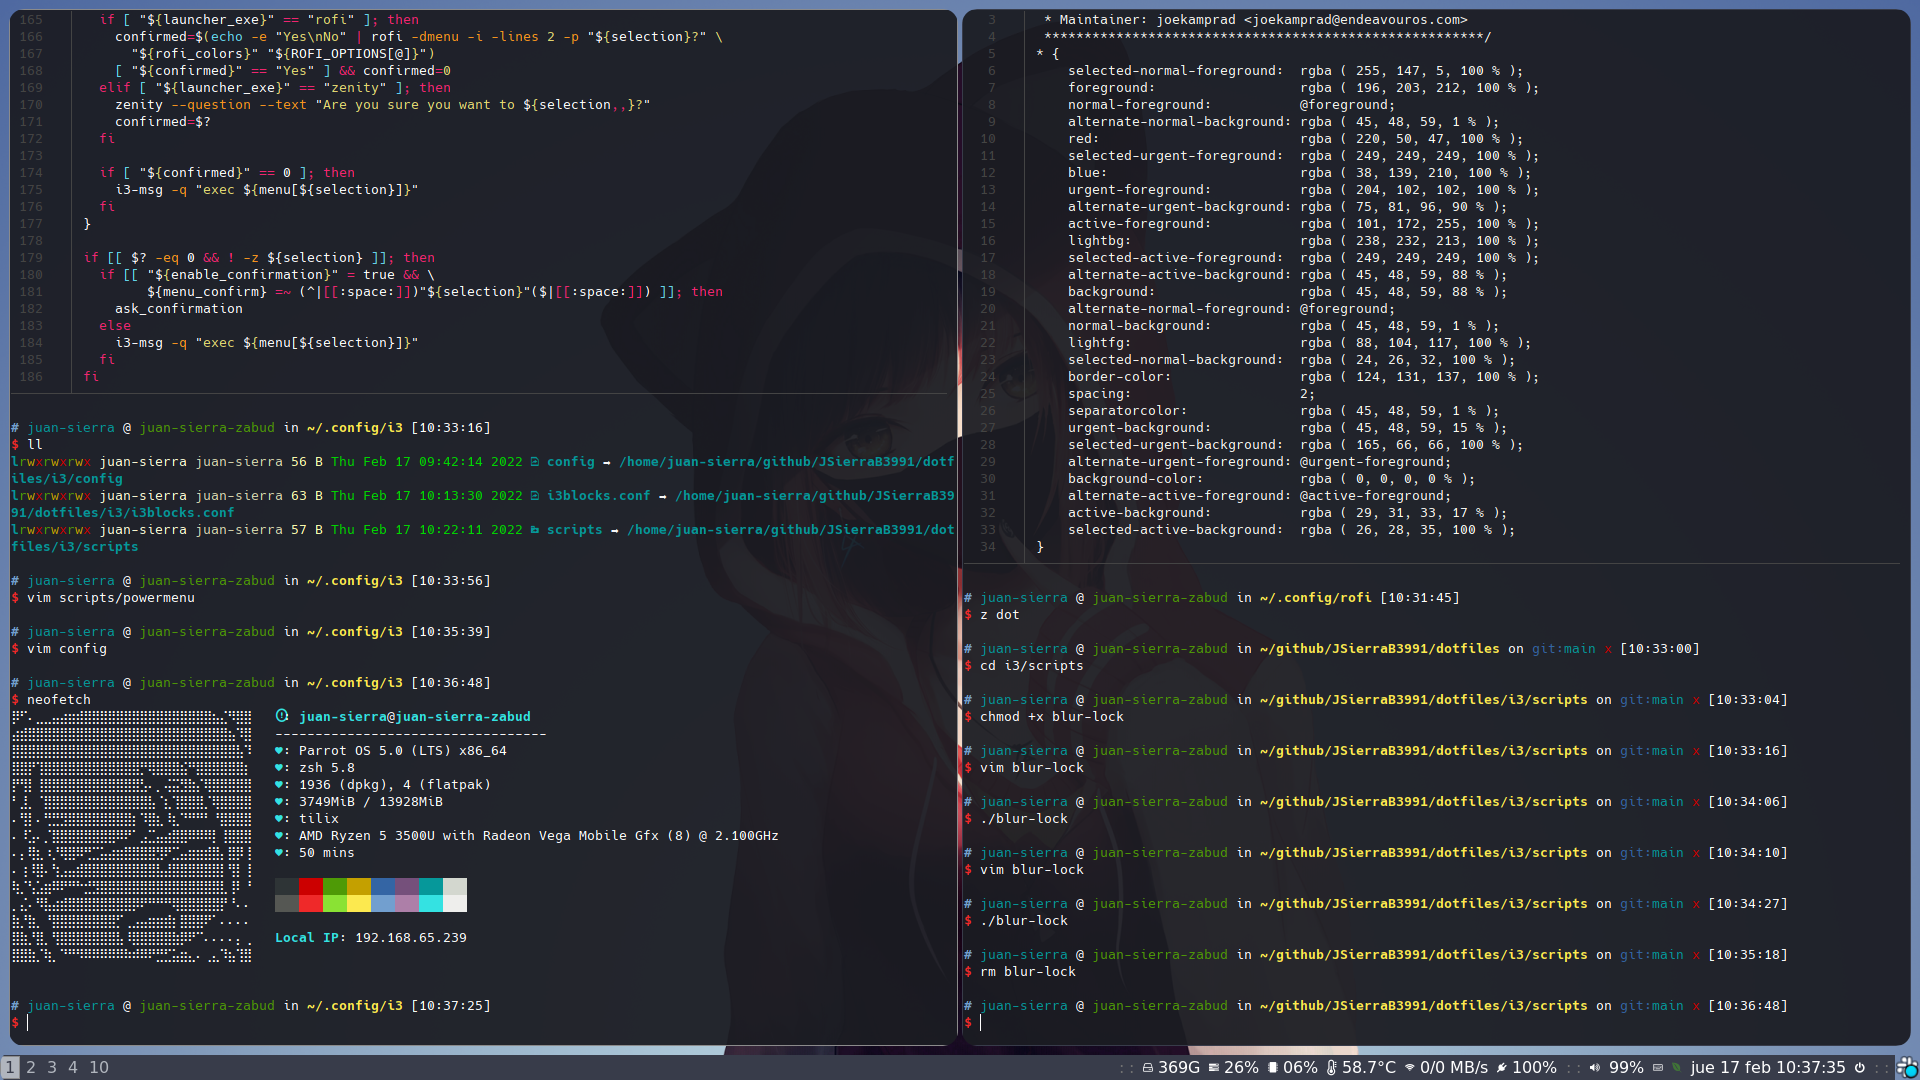 165 if [ "${launcher_exe}" == "rofi" ]; then
166 confirmed=$(echo -e "Yes\nNo" | rofi -dmenu -i -lines 2 -p "${selection}?" \
167 "${rofi_colors}" "${ROFI_OPTIONS[@]}")
168 [ "${confirmed}" == "Yes" ] && confirmed=0
169 elif [ "${launcher_exe}" == "zenity" ]; then
170 zenity --question --text "Are you sure you want to ${selection,,}?"
171 confirmed=$?
172 fi
173
174 if [ "${confirmed}" == 0 ]; then
175 i3-msg -q "exec ${menu[${selection}]}"
176 fi
177 }
178
179 if [[ $? -eq 0 && ! -z ${selection} ]]; then
180 if [[ "${enable_confirmation}" = true && \
181 ${menu_confirm} =~ (^|[[:space:]])"${selection}"($|[[:space:]]) ]]; then
182 ask_confirmation
183 else
184 i3-msg -q "exec ${menu[${selection}]}"
185 fi
186 fi
# juan-sierra @ juan-sierra-zabud in ~/.config/i3 [10:33:16]
$ ll
lrwxrwxrwx juan-sierra juan-sierra 56 B Thu Feb 17 09:42:14 2022 config → /home/juan-sierra/github/JSierraB3991/dotf
iles/i3/config
lrwxrwxrwx juan-sierra juan-sierra 63 B Thu Feb 17 10:13:30 2022 i3blocks.conf → /home/juan-sierra/github/JSierraB39
91/dotfiles/i3/i3blocks.conf
lrwxrwxrwx juan-sierra juan-sierra 57 B Thu Feb 17 10:22:11 2022 scripts → /home/juan-sierra/github/JSierraB3991/dot
files/i3/scripts
# juan-sierra @ juan-sierra-zabud in ~/.config/i3 [10:33:56]
$ vim scripts/powermenu
# juan-sierra @ juan-sierra-zabud in ~/.config/i3 [10:35:39]
$ vim config
# juan-sierra @ juan-sierra-zabud in ~/.config/i3 [10:36:48]
$ neofetch
juan-sierra@juan-sierra-zabud
----------------------------------
♥: Parrot OS 5.0 (LTS) x86_64
♥: zsh 5.8
♥: 1936 (dpkg), 4 (flatpak)
♥: 3749MiB / 13928MiB
♥: tilix
♥: AMD Ryzen 5 3500U with Radeon Vega Mobile Gfx (8) @ 2.100GHz
♥: 50 mins
Local IP: 192.168.65.239
# juan-sierra @ juan-sierra-zabud in ~/.config/i3 [10:37:25]
$
3 * Maintainer: joekamprad <joekamprad@endeavouros.com>
4 *******************************************************/
5 * {
6 selected-normal-foreground: rgba ( 255, 147, 5, 100 % );
7 foreground: rgba ( 196, 203, 212, 100 % );
8 normal-foreground: @foreground;
9 alternate-normal-background: rgba ( 45, 48, 59, 1 % );
10 red: rgba ( 220, 50, 47, 100 % );
11 selected-urgent-foreground: rgba ( 249, 249, 249, 100 % );
12 blue: rgba ( 38, 139, 210, 100 % );
13 urgent-foreground: rgba ( 204, 102, 102, 100 % );
14 alternate-urgent-background: rgba ( 75, 81, 96, 90 % );
15 active-foreground: rgba ( 101, 172, 255, 100 % );
16 lightbg: rgba ( 238, 232, 213, 100 % );
17 selected-active-foreground: rgba ( 249, 249, 249, 100 % );
18 alternate-active-background: rgba ( 45, 48, 59, 88 % );
19 background: rgba ( 45, 48, 59, 88 % );
20 alternate-normal-foreground: @foreground;
21 normal-background: rgba ( 45, 48, 59, 1 % );
22 lightfg: rgba ( 88, 104, 117, 100 % );
23 selected-normal-background: rgba ( 24, 26, 32, 100 % );
24 border-color: rgba ( 124, 131, 137, 100 % );
25 spacing: 2;
26 separatorcolor: rgba ( 45, 48, 59, 1 % );
27 urgent-background: rgba ( 45, 48, 59, 15 % );
28 selected-urgent-background: rgba ( 165, 66, 66, 100 % );
29 alternate-urgent-foreground: @urgent-foreground;
30 background-color: rgba ( 0, 0, 0, 0 % );
31 alternate-active-foreground: @active-foreground;
32 active-background: rgba ( 29, 31, 33, 17 % );
33 selected-active-background: rgba ( 26, 28, 35, 100 % );
34 }
# juan-sierra @ juan-sierra-zabud in ~/.config/rofi [10:31:45]
$ z dot
# juan-sierra @ juan-sierra-zabud in ~/github/JSierraB3991/dotfiles on git:main x [10:33:00]
$ cd i3/scripts
# juan-sierra @ juan-sierra-zabud in ~/github/JSierraB3991/dotfiles/i3/scripts on git:main x [10:33:04]
$ chmod +x blur-lock
# juan-sierra @ juan-sierra-zabud in ~/github/JSierraB3991/dotfiles/i3/scripts on git:main x [10:33:16]
$ vim blur-lock
# juan-sierra @ juan-sierra-zabud in ~/github/JSierraB3991/dotfiles/i3/scripts on git:main x [10:34:06]
$ ./blur-lock
# juan-sierra @ juan-sierra-zabud in ~/github/JSierraB3991/dotfiles/i3/scripts on git:main x [10:34:10]
$ vim blur-lock
# juan-sierra @ juan-sierra-zabud in ~/github/JSierraB3991/dotfiles/i3/scripts on git:main x [10:34:27]
$ ./blur-lock
# juan-sierra @ juan-sierra-zabud in ~/github/JSierraB3991/dotfiles/i3/scripts on git:main x [10:35:18]
$ rm blur-lock
# juan-sierra @ juan-sierra-zabud in ~/github/JSierraB3991/dotfiles/i3/scripts on git:main x [10:36:48]
$
1 2 3 4 10 :: 369G 26% 06% 58.7°C 0/0 MB/s 100% :: 99% jue 17 feb 10:37:35 ::